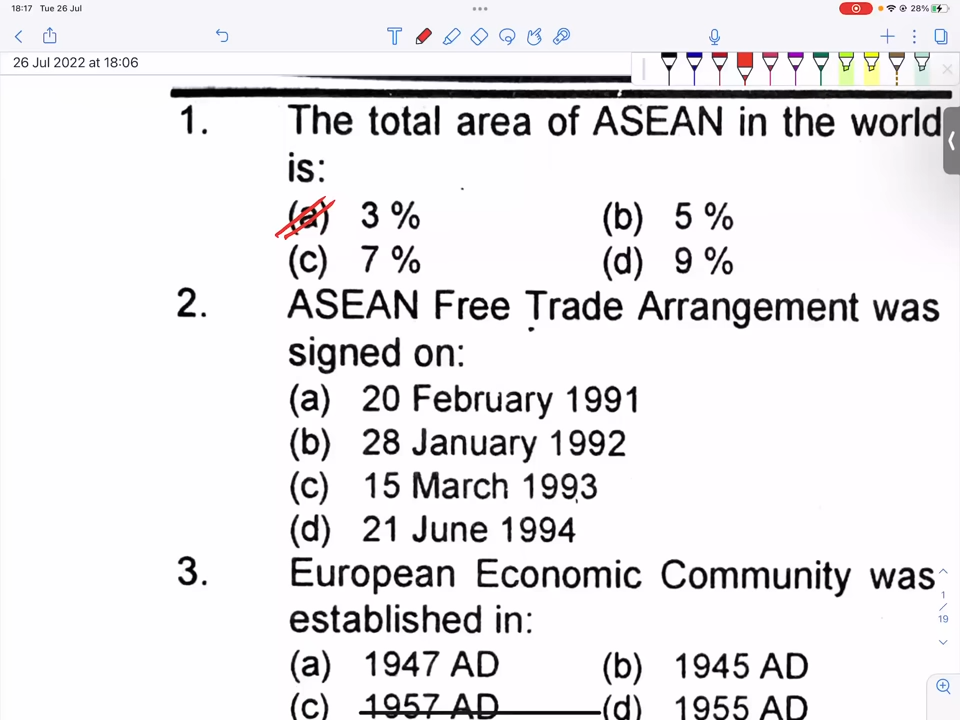 18:17 Tue 26 Jul
28%
26 Jul 2022 at 18:06
1. The total area of ASEAN in the world
is:
(a) 3 % (b) 5 %
(c) 7 % (d) 9 %
2. ASEAN Free Trade Arrangement was
signed on:
(a) 20 February 1991
(b) 28 January 1992
(c) 15 March 1993
(d) 21 June 1994
3. European Economic Community was
established in:
(a) 1947 AD (b) 1945 AD
(c) 1957 AD (d) 1955 AD
1
/
19